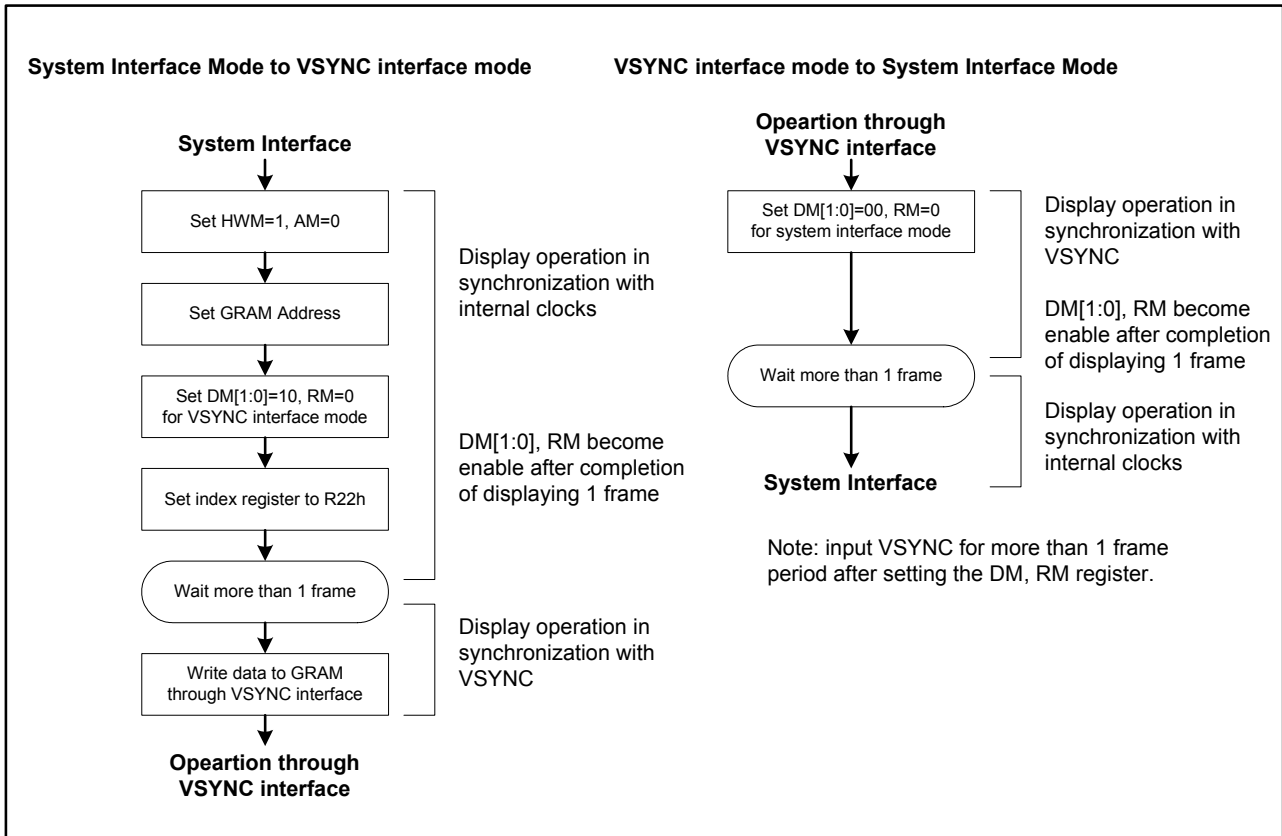 System Interface Mode to VSYNC interface mode
System Interface
Set HWM=1, AM=0
Set GRAM Address
Set DM[1:0]=10, RM=0
for VSYNC interface mode
Set index register to R22h
Wait more than 1 frame
Write data to GRAM
through VSYNC interface
Opeartion through
VSYNC interface
Display operation in
synchronization with
internal clocks
DM[1:0], RM become
enable after completion
of displaying 1 frame
Display operation in
synchronization with
VSYNC
VSYNC interface mode to System Interface Mode
Opeartion through
VSYNC interface
Set DM[1:0]=00, RM=0
for system interface mode
Wait more than 1 frame
System Interface
Display operation in
synchronization with
VSYNC
DM[1:0], RM become
enable after completion
of displaying 1 frame
Display operation in
synchronization with
internal clocks
Note: input VSYNC for more than 1 frame
period after setting the DM, RM register.